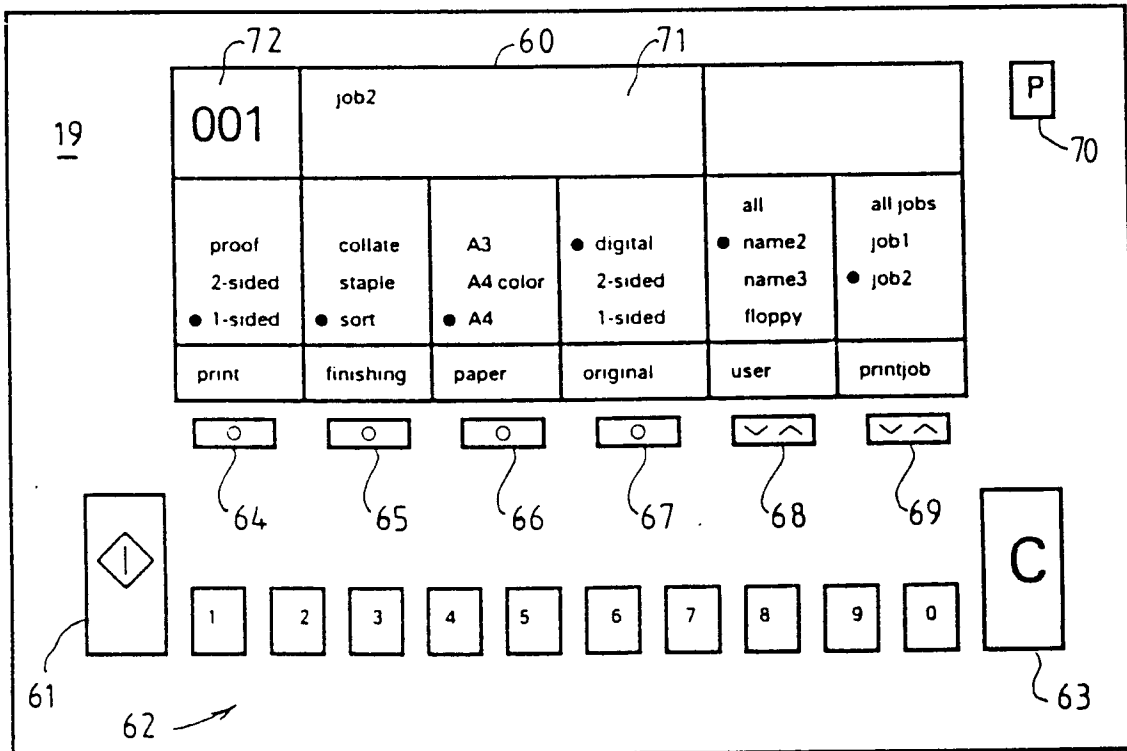 72 60 71
P
001 job2
19 70
all all jobs
proof collate A3 ● digital ● name2 job1
2-sided staple A4 color 2-sided name3 ● job2
● 1-sided ● sort ● A4 1-sided floppy
print finishing paper original user printjob
64 65 66 67 68 69
C
1 2 3 4 5 6 7 8 9 0
61 62 63